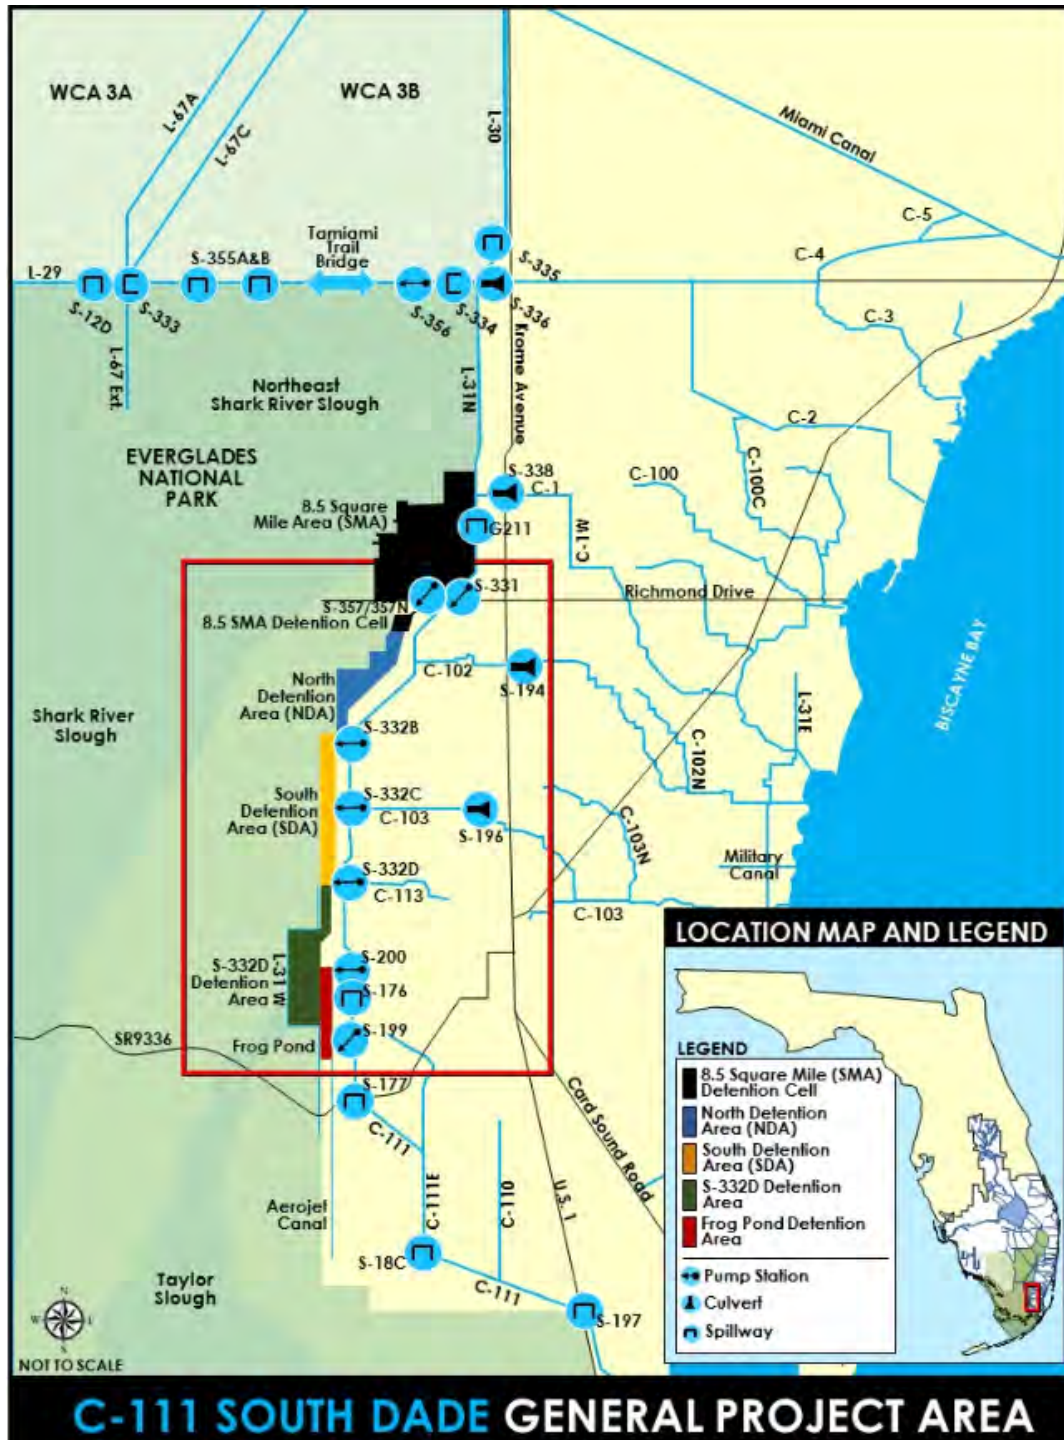 WCA 3A
WCA 3B
L-67A
L-67C
L-30
Miami Canal
C-5
C-4
C-3
Tamiami
Trail
Bridge
S-355A&B
L-29
S-12D
S-333
S-356
S-334
S-335
S-336
L-67 Ext.
Northeast
Shark River Slough
L-31N
Krome Avenue
C-2
EVERGLADES
NATIONAL
PARK
8.5 Square
Mile Area (SMA)
S-338
C-1
G211
C-1W
C-100
C-100C
S-331
S-357/357N
8.5 SMA Detention Cell
Richmond Drive
C-102
S-194
North
Detention
Area (NDA)
Shark River
Slough
S-332B
L-31E
BISCAYNE BAY
C-102N
South
Detention
Area (SDA)
S-332C
C-103
S-196
C-103N
Military
Canal
S-332D
C-113
C-103
S-332D
Detention
Area
L-31W
S-200
S-176
S-199
Frog Pond
SR9336
S-177
C-111
C-111E
C-110
U.S. 1
Card Sound Road
Aerojet
Canal
S-18C
C-111
S-197
Taylor
Slough
N
W
E
S
NOT TO SCALE
LOCATION MAP AND LEGEND
LEGEND
8.5 Square Mile (SMA)
Detention Cell
North Detention
Area (NDA)
South Detention
Area (SDA)
S-332D Detention
Area
Frog Pond Detention
Area
Pump Station
Culvert
Spillway
C-111 SOUTH DADE GENERAL PROJECT AREA